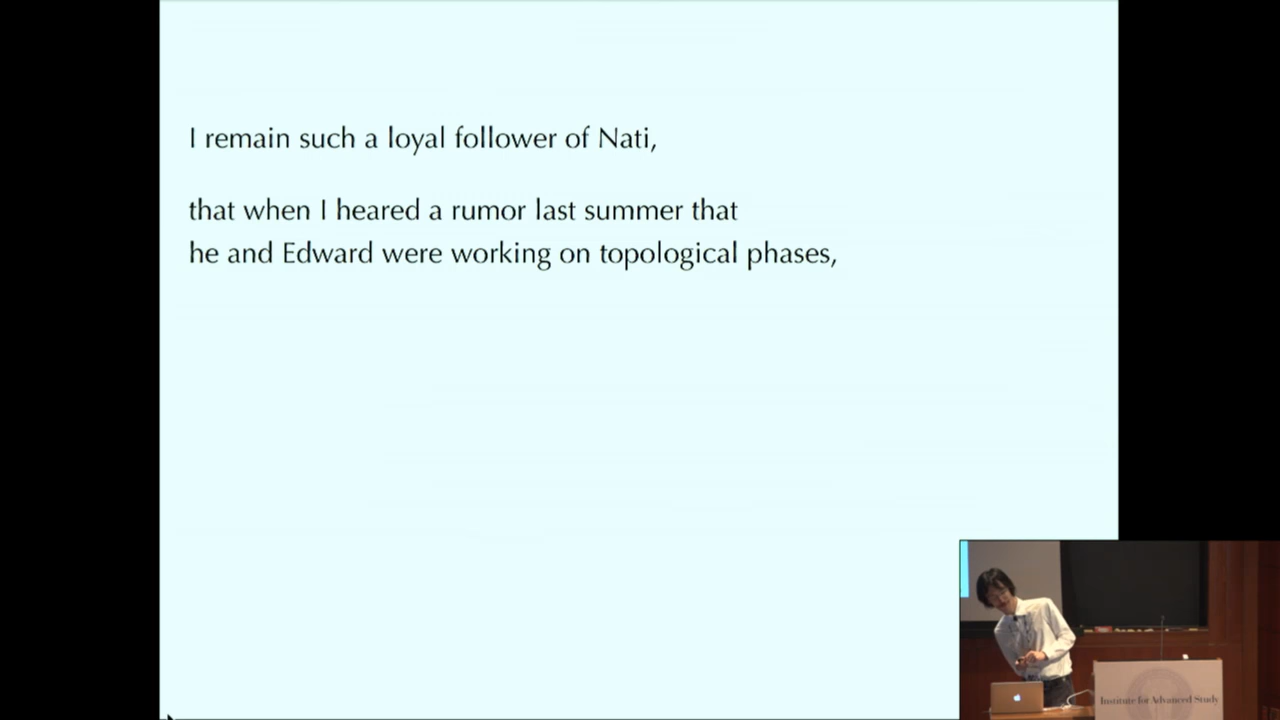 I remain such a loyal follower of Nati,
that when I heared a rumor last summer that
he and Edward were working on topological phases,
Institute for Advanced Study